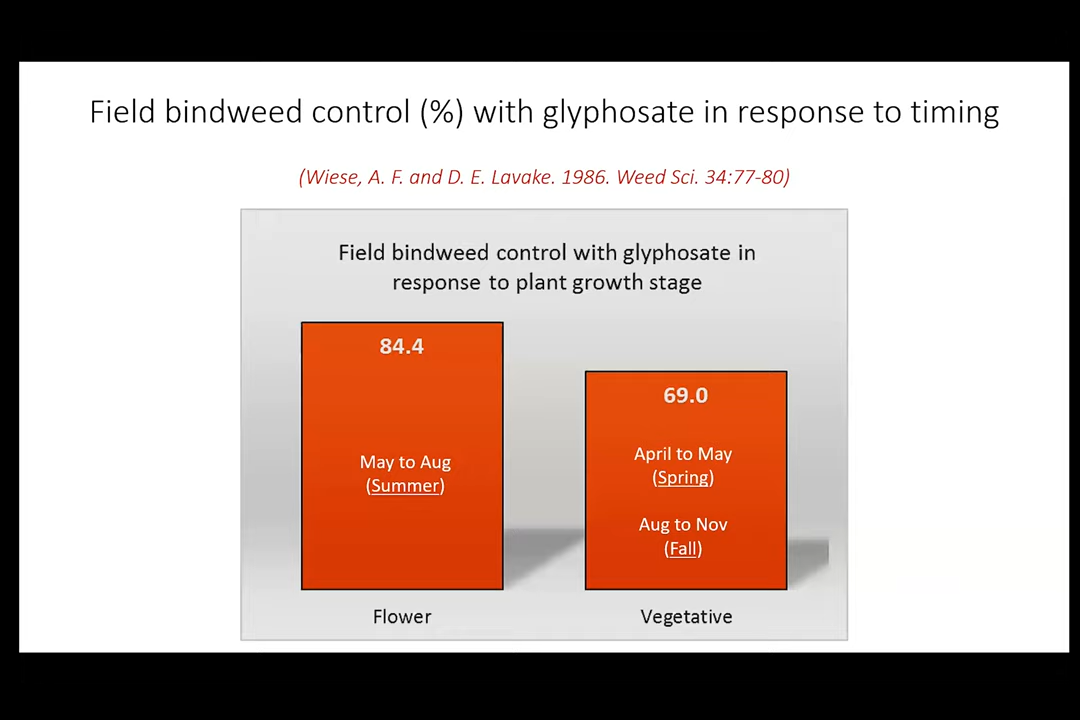 Field bindweed control (%) with glyphosate in response to timing
(Wiese, A. F. and D. E. Lavake. 1986. Weed Sci. 34:77-80)
Field bindweed control with glyphosate in
response to plant growth stage
84.4
May to Aug
(Summer)
69.0
April to May
(Spring)
Aug to Nov
(Fall)
Flower
Vegetative